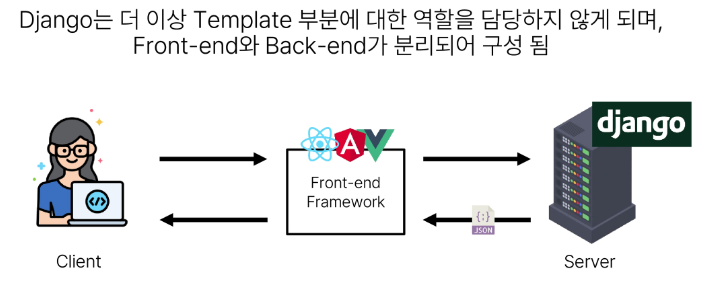 Django는 더 이상 Template 부분에 대한 역할을 담당하지 않게 되며,
Front-end와 Back-end가 분리되어 구성 됨
django
A
Front-end
Framework
{:}
JSON
</>
Client
Server